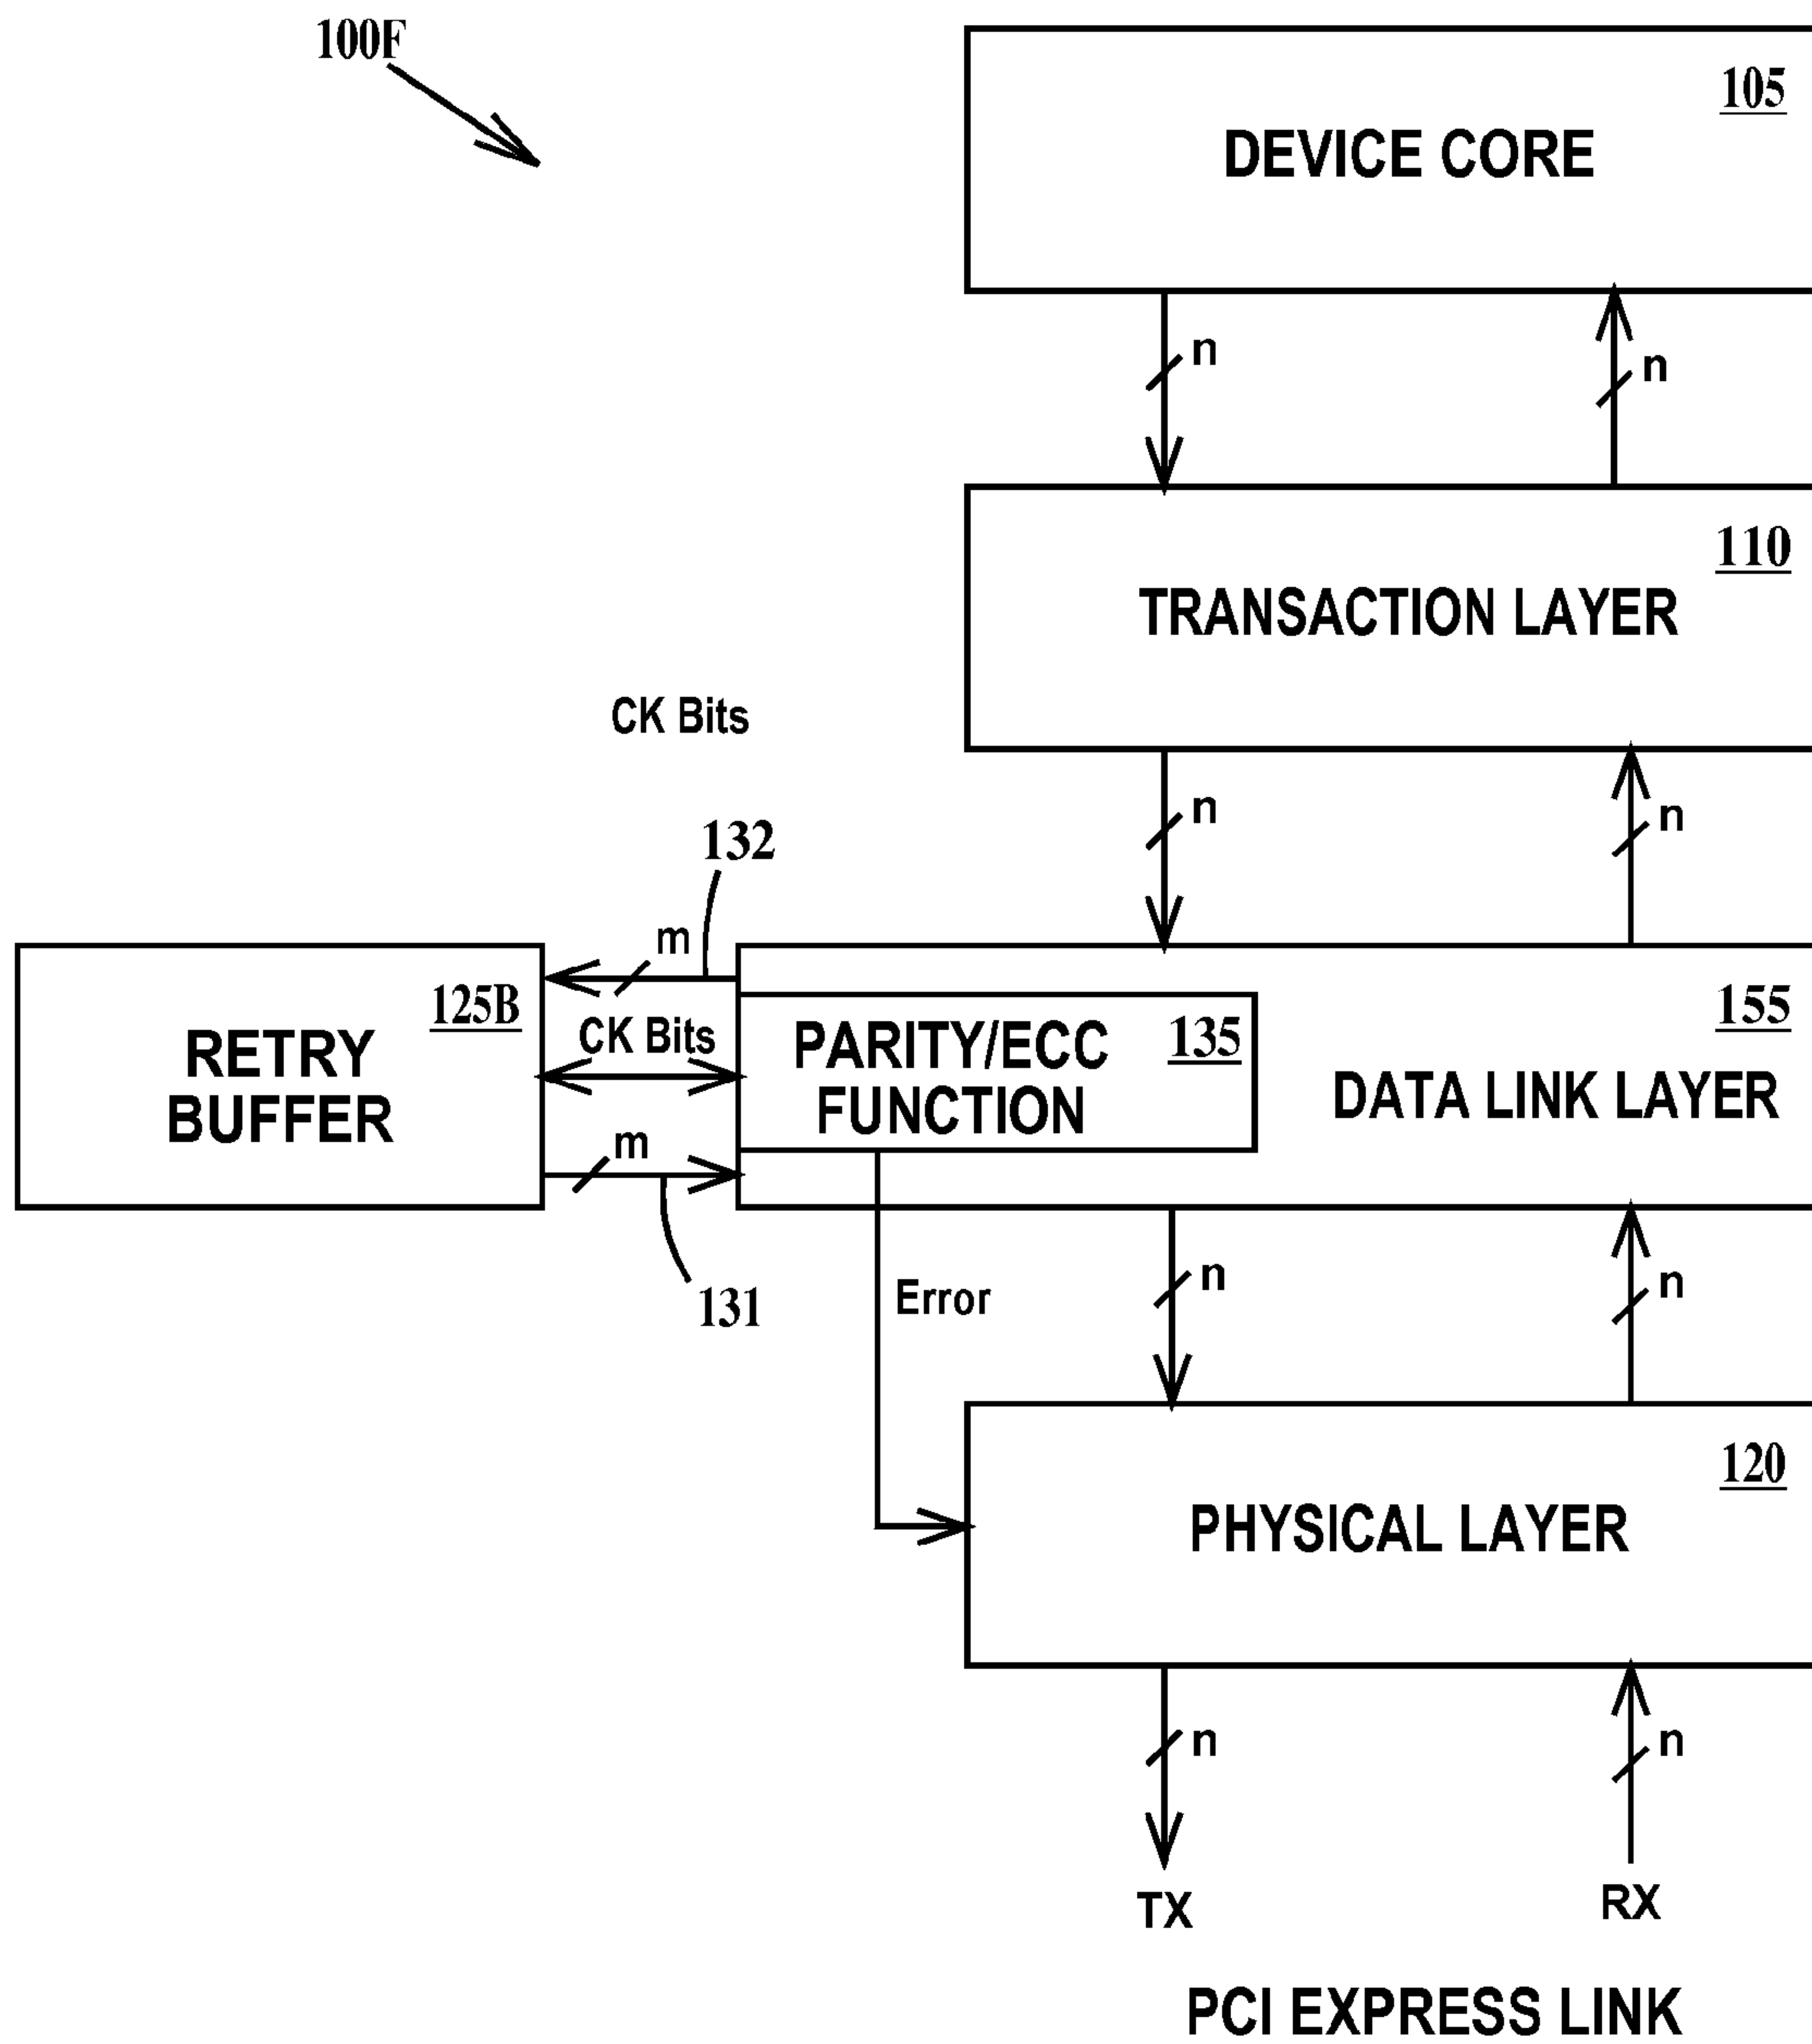 100F
105
DEVICE CORE
n
n
110
TRANSACTION LAYER
CK Bits
n
n
132
m
125B
RETRY
BUFFER
CK Bits
PARITY/ECC
FUNCTION
135
155
DATA LINK LAYER
m
131
Error
n
n
120
PHYSICAL LAYER
n
n
TX
RX
PCI EXPRESS LINK